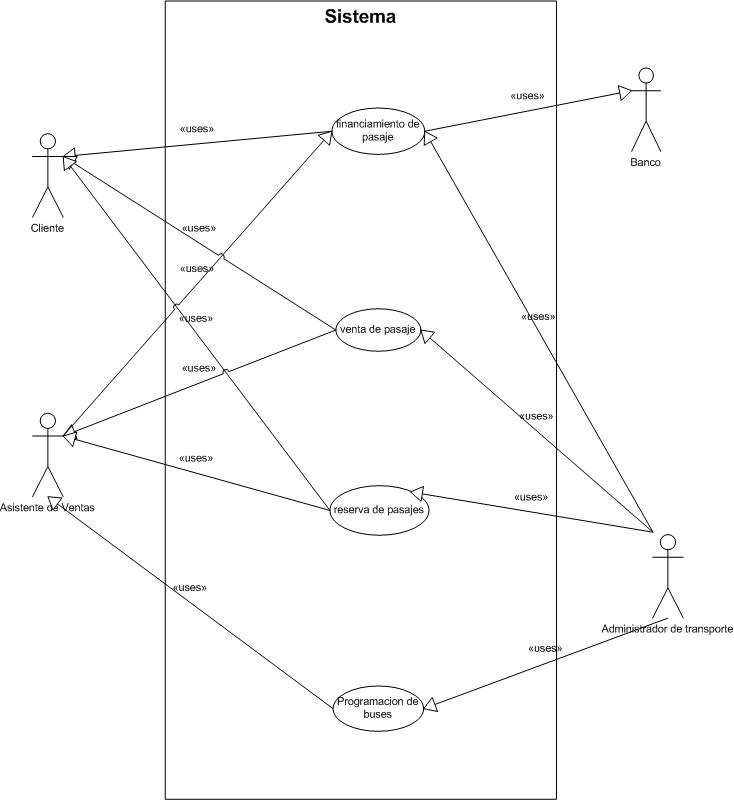 Sistema
Banco
«uses»
financiamiento de
pasaje
«uses»
Cliente
«uses»
«uses»
«uses»
«uses»
venta de pasaje
«uses»
«uses»
«uses»
reserva de pasajes
«uses»
Asistente de Ventas
«uses»
Administrador de transporte
«uses»
Programacion de
buses